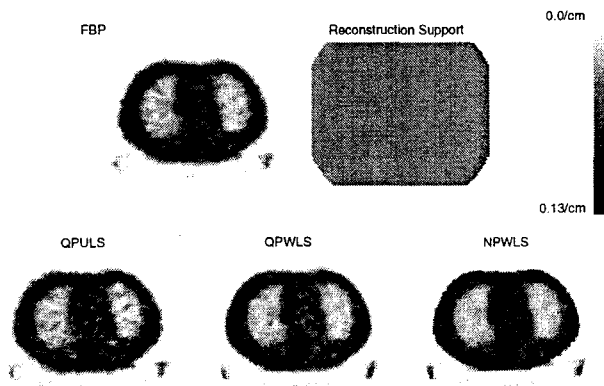 FBP
Reconstruction Support
0.0/cm
0.13/cm
QPULS
QPWLS
NPWLS